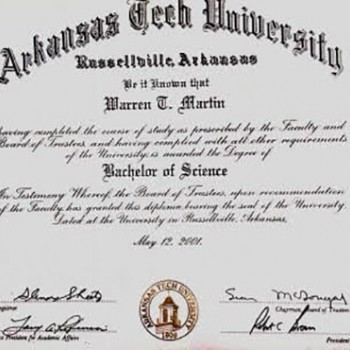 Arkansas Tech University
Russellville, Arkansas
Be it Known that
Warren T. Martin
having completed the course of study as prescribed by the Faculty and
Board of Trustees, and having complied with all other requirements
of the University, is awarded the Degree of
Bachelor of Science
In Testimony Whereof, the Board of Trustees, upon recommendation
of the Faculty, has granted this diploma bearing the seal of the University.
Dated at the University in Russellville, Arkansas,
May 12, 2001.
Registrar
Chairman, Board of Trustees
President for Academic Affairs
President
ARKANSAS TECH UNIVERSITY
1909